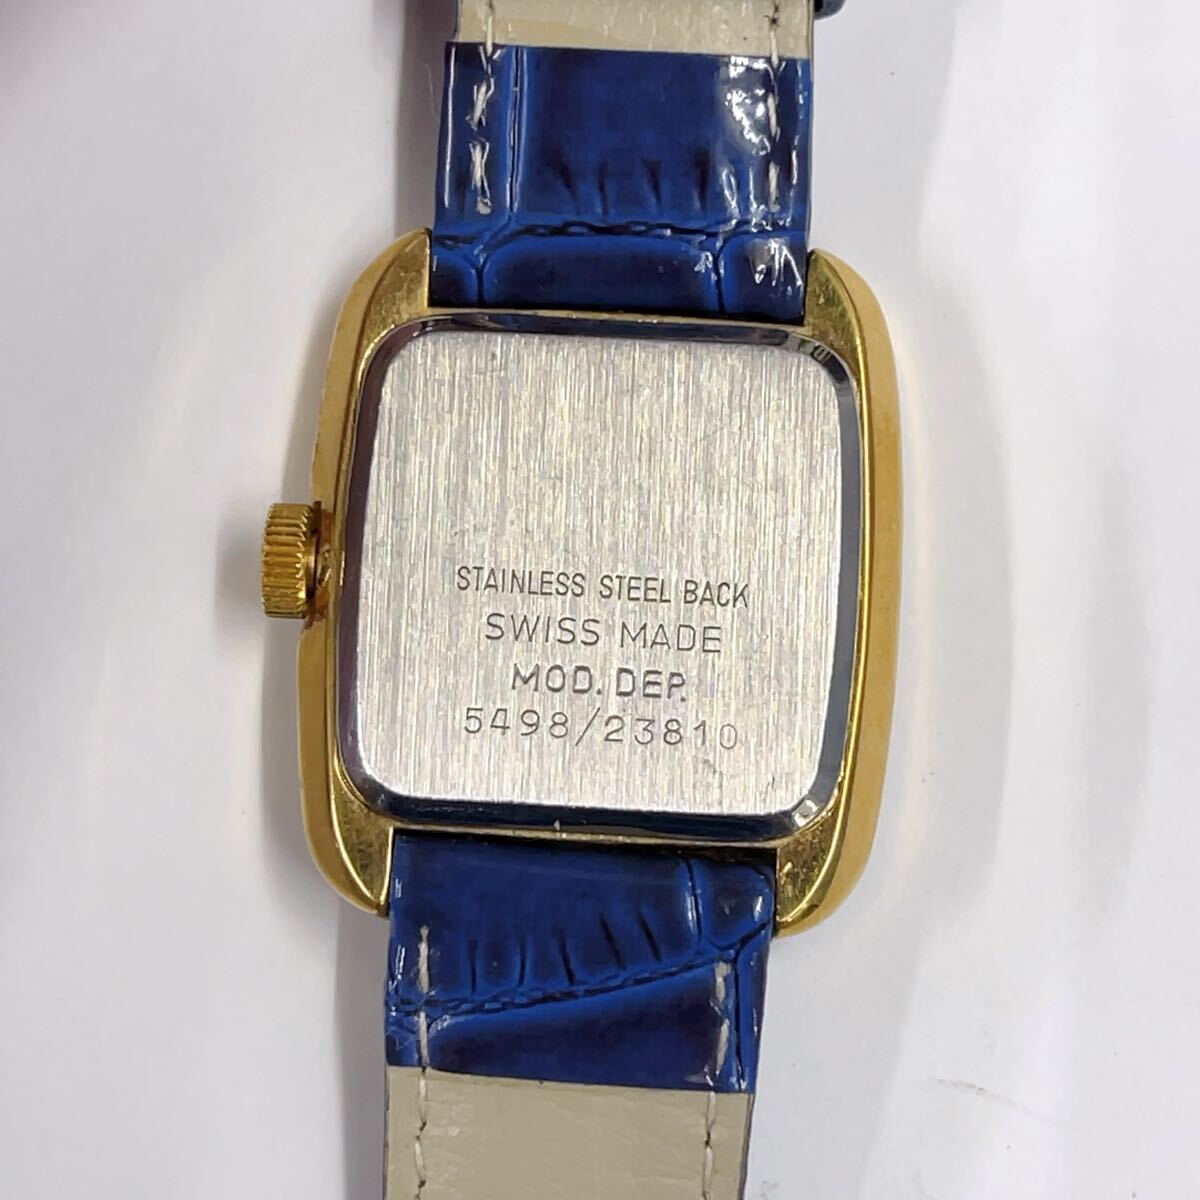 STAINLESS STEEL BACK
SWISS MADE
MOD. DEP.
5498/23810